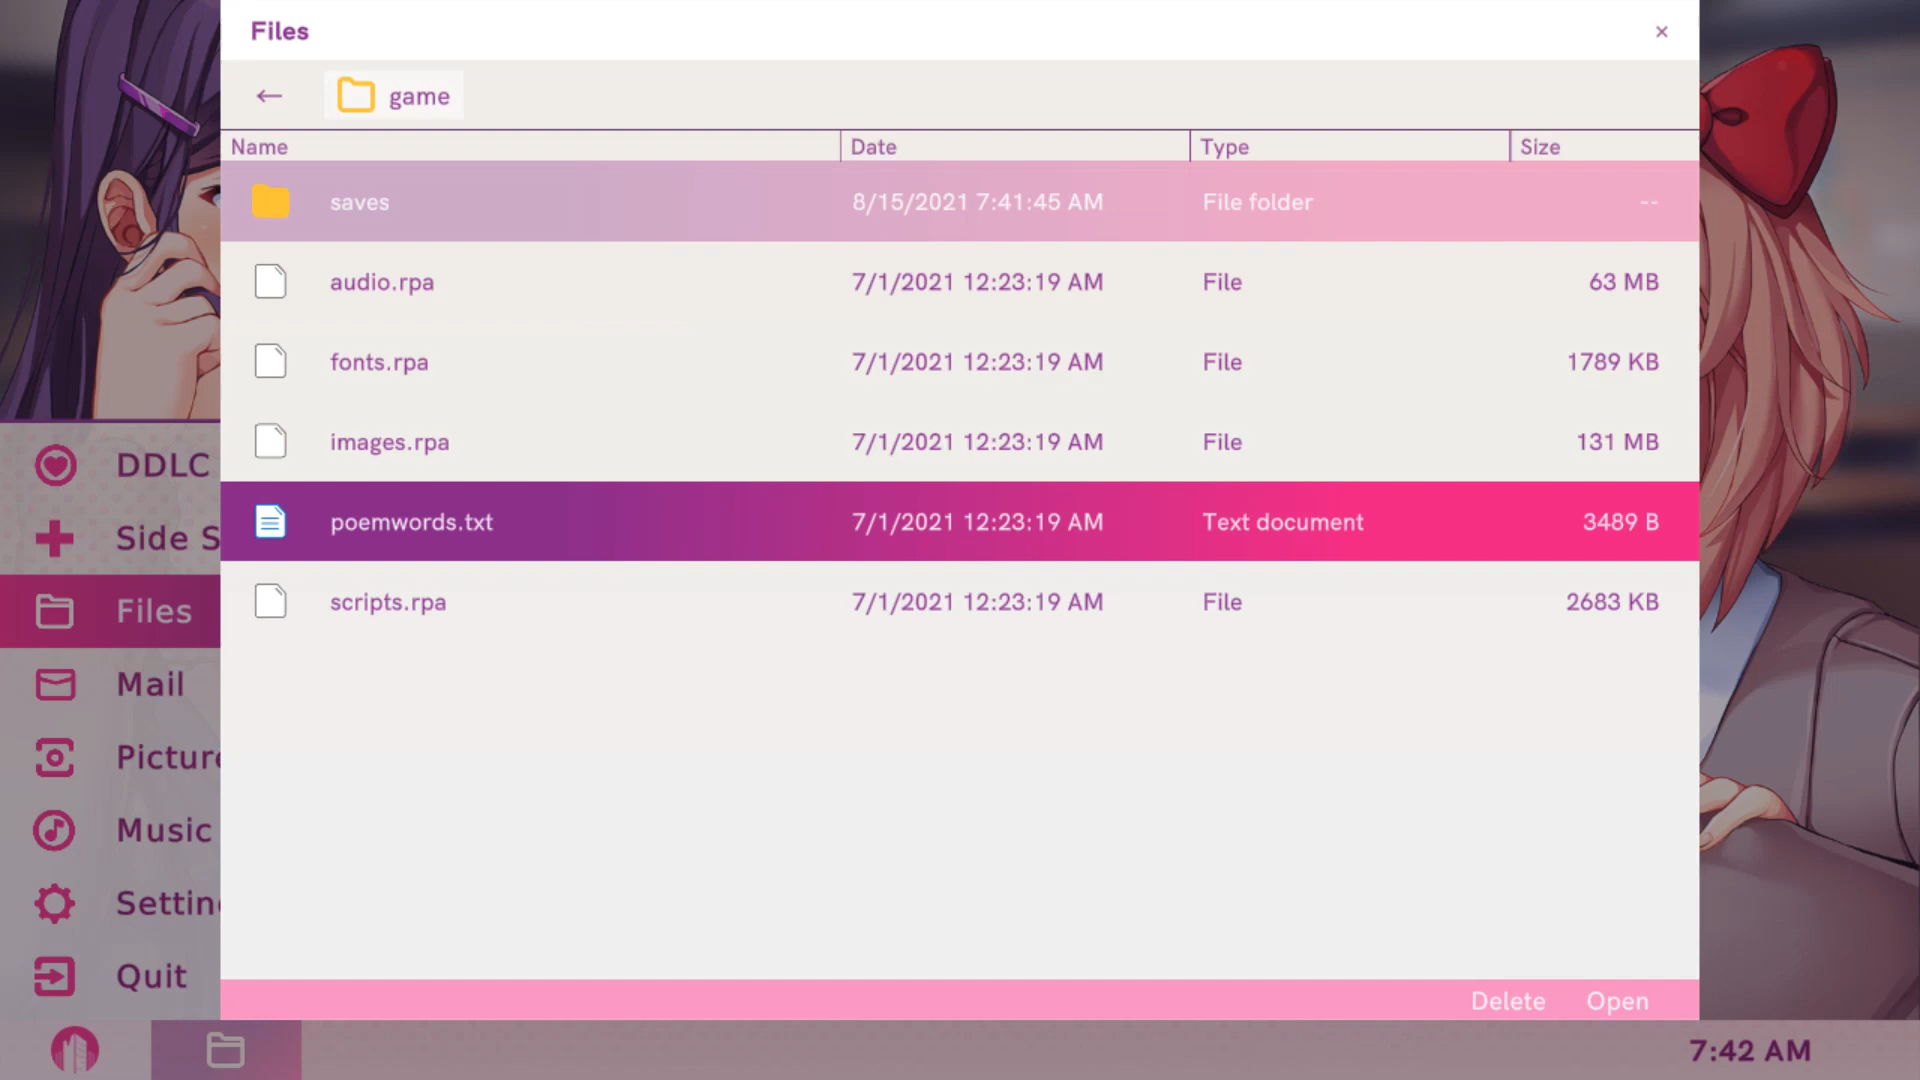 Files ×
← game
Name Date Type Size
saves 8/15/2021 7:41:45 AM File folder --
audio.rpa 7/1/2021 12:23:19 AM File 63 MB
fonts.rpa 7/1/2021 12:23:19 AM File 1789 KB
images.rpa 7/1/2021 12:23:19 AM File 131 MB
poemwords.txt 7/1/2021 12:23:19 AM Text document 3489 B
scripts.rpa 7/1/2021 12:23:19 AM File 2683 KB
DDLC
Side S
Files
Mail
Picture
Music
Settin
Quit
Delete Open
7:42 AM